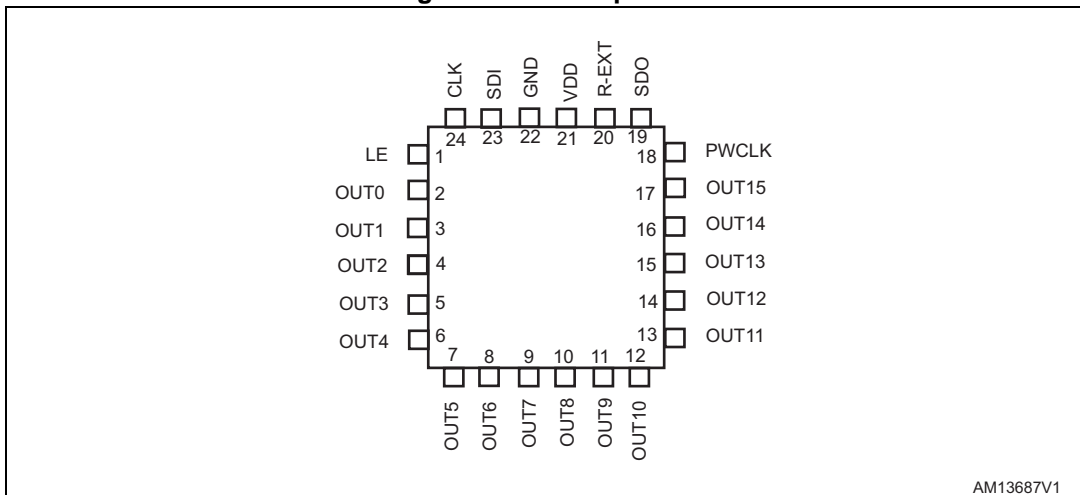 CLK SDI GND VDD R-EXT SDO
24 23 22 21 20 19
LE 1 18 PWCLK
OUT0 2 17 OUT15
OUT1 3 16 OUT14
OUT2 4 15 OUT13
OUT3 5 14 OUT12
OUT4 6 13 OUT11
7 8 9 10 11 12
OUT5 OUT6 OUT7 OUT8 OUT9 OUT10
AM13687V1